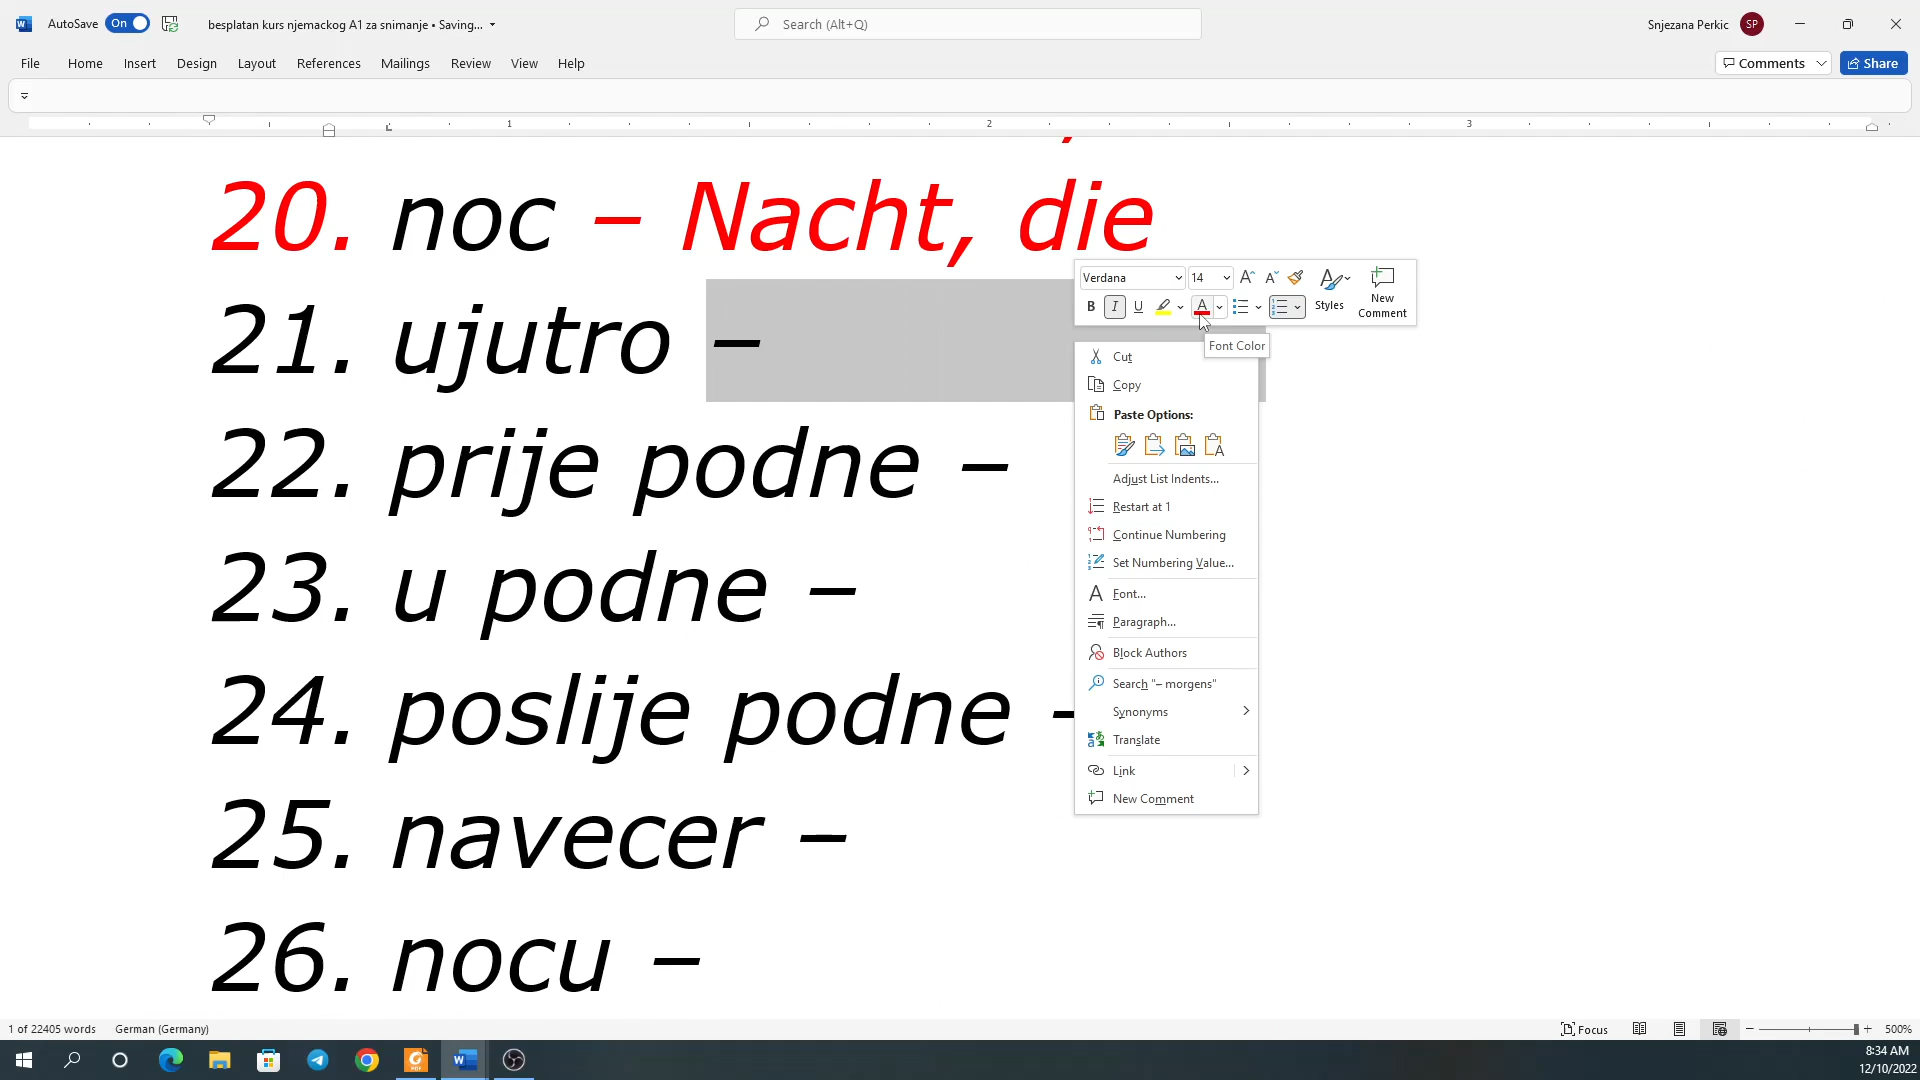 AutoSave On besplatan kurs njemackog A1 za snimanje • Saving... Search (Alt+Q) Snjezana Perkic SP
File Home Insert Design Layout References Mailings Review View Help Comments Share
1 2 3
20. noc – Nacht, die
Verdana 14 Styles New Comment
B I U A
21. ujutro –
Font Color
Cut
Copy
Paste Options:
22. prije podne –
Adjust List Indents...
Restart at 1
Continue Numbering
Set Numbering Value...
23. u podne –
Font...
Paragraph...
Block Authors
24. poslije podne –
Search "– morgens"
Synonyms
Translate
Link
New Comment
25. navecer –
26. nocu –
1 of 22405 words German (Germany) Focus 500%
8:34 AM
12/10/2022